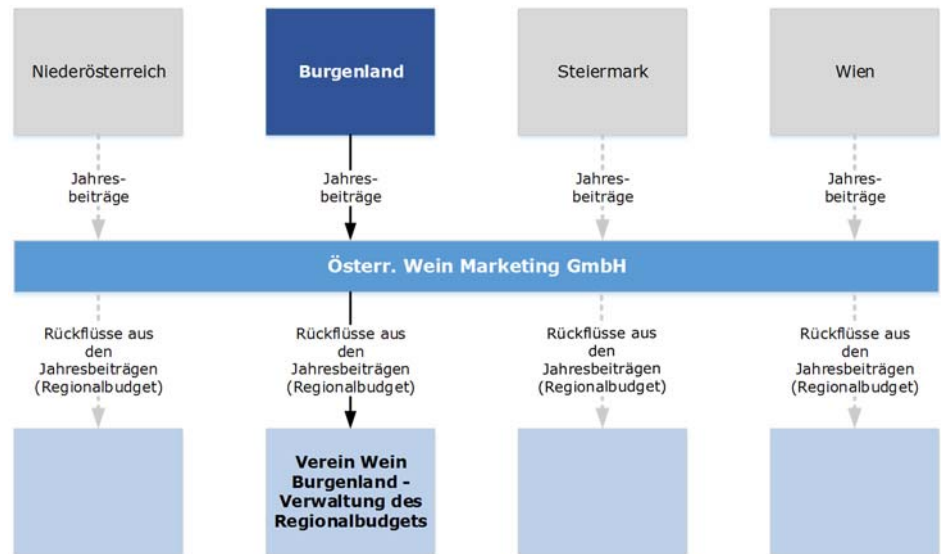 Niederösterreich
Burgenland
Steiermark
Wien
Jahres-
beiträge
Jahres-
beiträge
Jahres-
beiträge
Jahres-
beiträge
Österr. Wein Marketing GmbH
Rückflüsse aus
den
Jahresbeiträgen
(Regionalbudget)
Rückflüsse aus
den
Jahresbeiträgen
(Regionalbudget)
Rückflüsse aus
den
Jahresbeiträgen
(Regionalbudget)
Rückflüsse aus
den
Jahresbeiträgen
(Regionalbudget)
Verein Wein
Burgenland -
Verwaltung des
Regionalbudgets